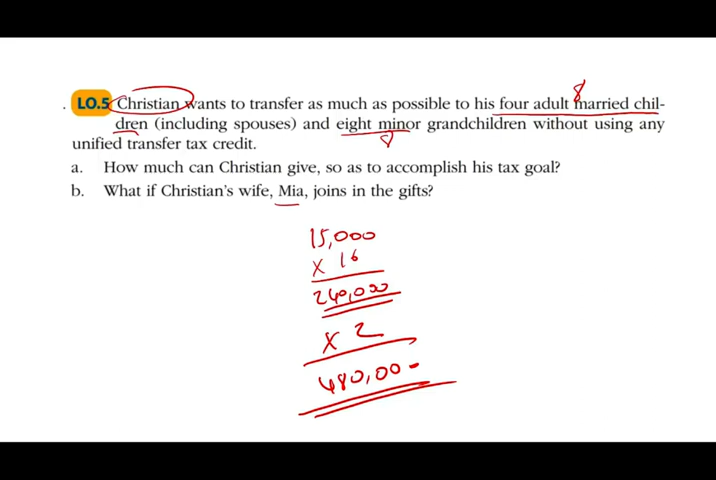 . LO.5 Christian wants to transfer as much as possible to his four adult married chil-
dren (including spouses) and eight minor grandchildren without using any
unified transfer tax credit.
a. How much can Christian give, so as to accomplish his tax goal?
b. What if Christian's wife, Mia, joins in the gifts?
8
8
15,000
x 16
240,000
x 2
480,000